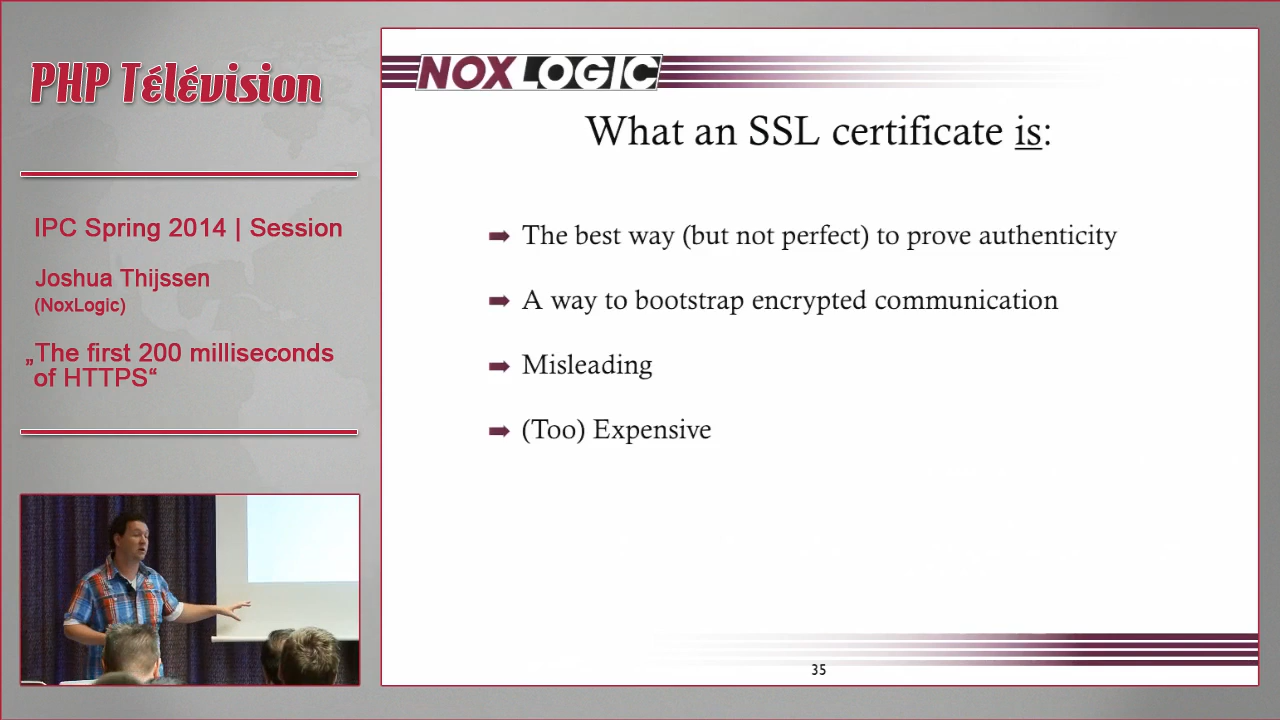 PHP Télévision
IPC Spring 2014 | Session
Joshua Thijssen
(NoxLogic)
„The first 200 milliseconds
of HTTPS“
NOXLOGIC
What an SSL certificate is:
The best way (but not perfect) to prove authenticity
A way to bootstrap encrypted communication
Misleading
(Too) Expensive
35